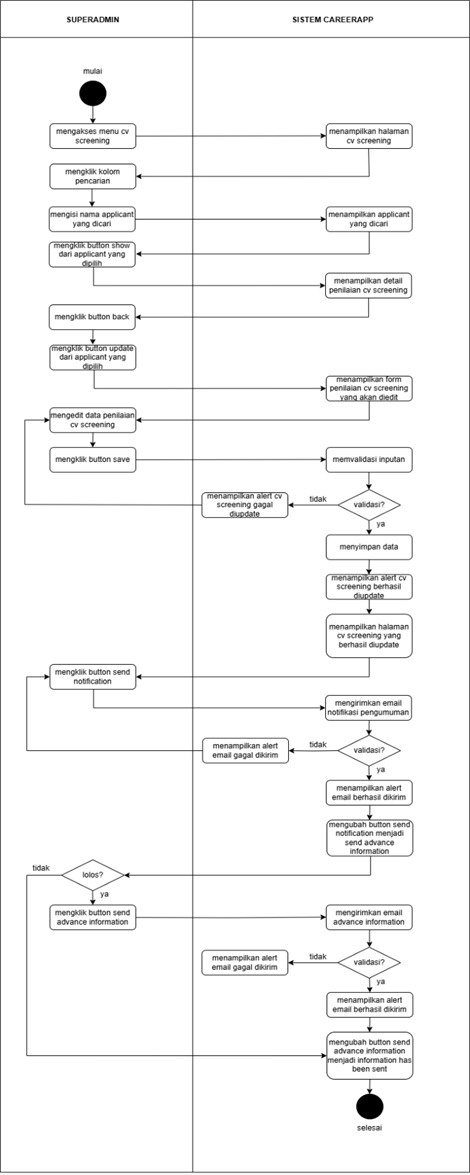 SUPERADMIN
SISTEM CAREERAPP
mulai
mengakses menu cv
screening
menampilkan halaman
cv screening
mengklik kolom
pencarian
mengisi nama applicant
yang dicari
menampilkan applicant
yang dicari
mengklik button show
dari applicant yang
dipilih
menampilkan detail
penilaian cv screening
mengklik button back
mengklik button update
dari applicant yang
dipilih
menampilkan form
penilaian cv screening
yang akan diedit
mengedit data penilaian
cv screening
mengklik button save
memvalidasi inputan
menampilkan alert cv
screening gagal
diupdate
tidak
validasi?
ya
menyimpan data
menampilkan alert cv
screening berhasil
diupdate
menampilkan halaman
cv screening yang
berhasil diupdate
mengklik button send
notification
mengirimkan email
notifikasi pengumuman
menampilkan alert
email gagal dikirim
tidak
validasi?
ya
menampilkan alert
email berhasil dikirim
mengubah button send
notification menjadi
send advance
information
tidak
lolos?
ya
mengklik button send
advance information
mengirimkan email
advance information
menampilkan alert
email gagal dikirim
tidak
validasi?
ya
menampilkan alert
email berhasil dikirim
mengubah button send
advance information
menjadi information has
been sent
selesai